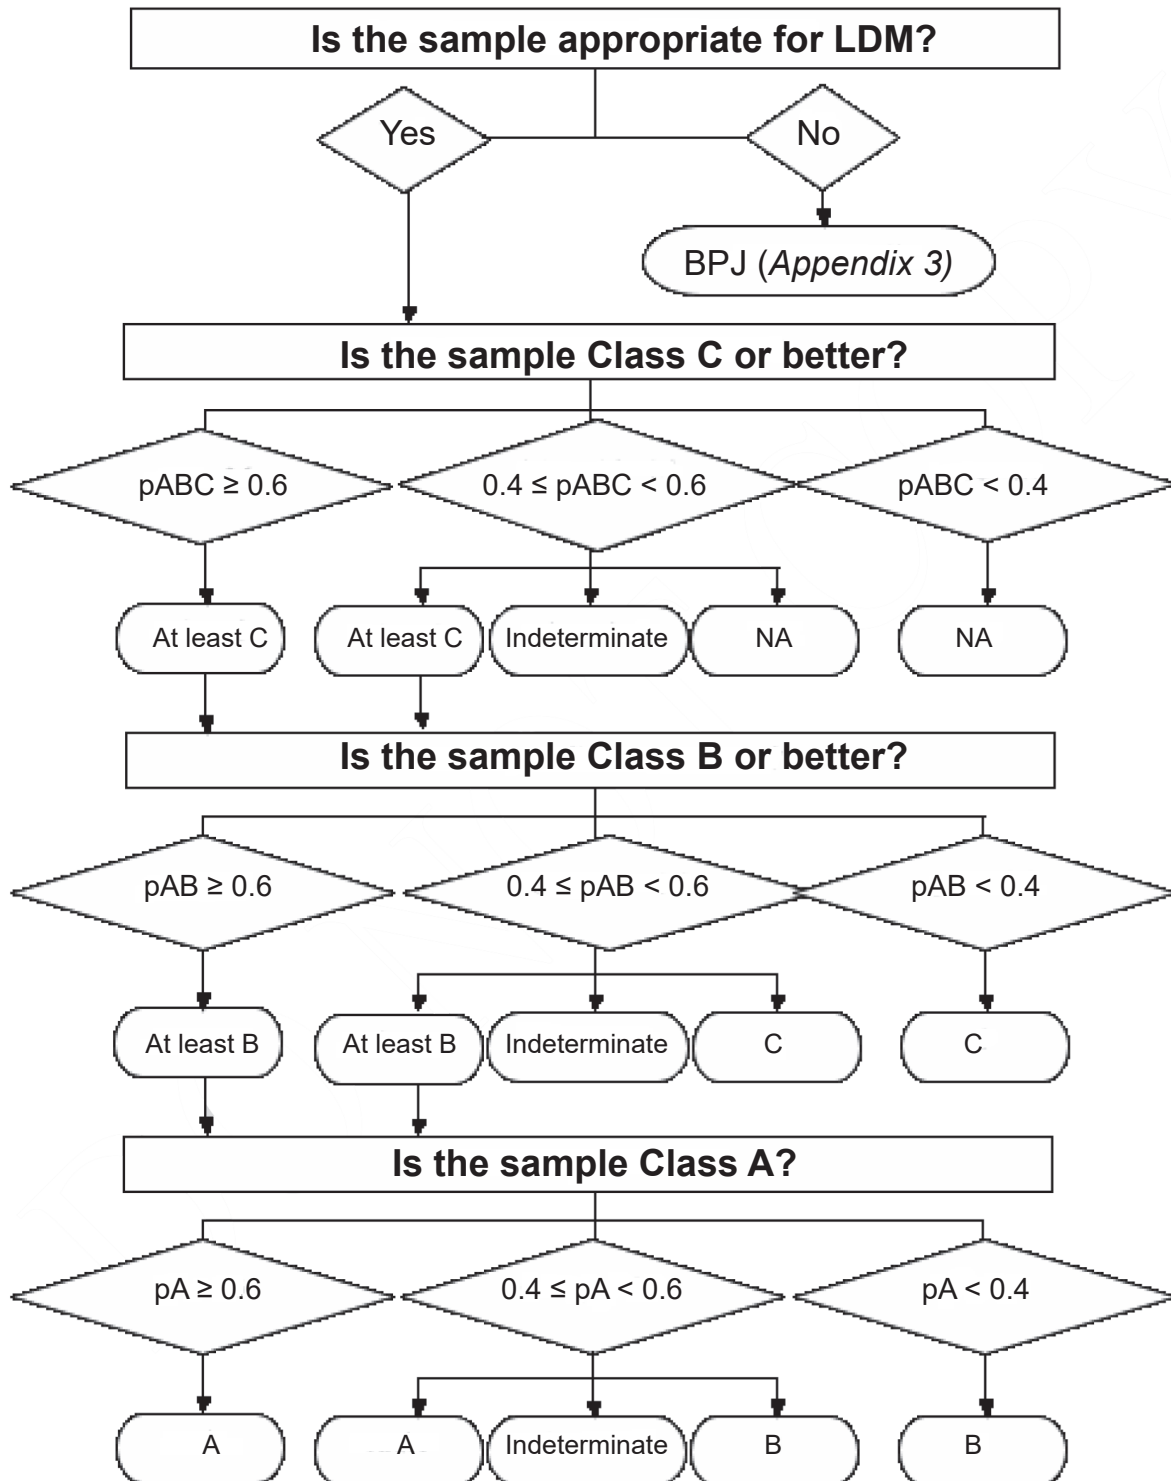 Is the sample appropriate for LDM?
Yes
No
BPJ (Appendix 3)
Is the sample Class C or better?
pABC ≥ 0.6
0.4 ≤ pABC < 0.6
pABC < 0.4
At least C
At least C
Indeterminate
NA
NA
Is the sample Class B or better?
pAB ≥ 0.6
0.4 ≤ pAB < 0.6
pAB < 0.4
At least B
At least B
Indeterminate
C
C
Is the sample Class A?
pA ≥ 0.6
0.4 ≤ pA < 0.6
pA < 0.4
A
A
Indeterminate
B
B